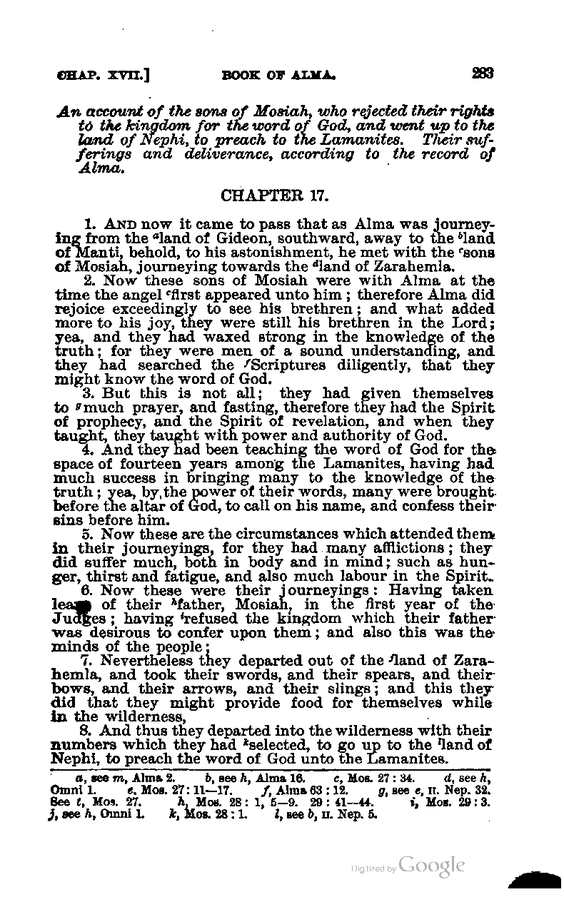 CHAP. XVII.] BOOK OF ALMA. 283
An account of the sons of Mosiah, who rejected their rights
to the kingdom for the word of God, and went up to the
land of Nephi, to preach to the Lamanites. Their suf-
ferings and deliverance, according to the record of
Alma.
CHAPTER 17.
1. AND now it came to pass that as Alma was journey-
ing from the ᵃland of Gideon, southward, away to the ᵇland
of Manti, behold, to his astonishment, he met with the ᶜsons
of Mosiah, journeying towards the ᵈland of Zarahemla.
2. Now these sons of Mosiah were with Alma at the
time the angel ᵉfirst appeared unto him; therefore Alma did
rejoice exceedingly to see his brethren; and what added
more to his joy, they were still his brethren in the Lord;
yea, and they had waxed strong in the knowledge of the
truth; for they were men of a sound understanding, and
they had searched the ᶠScriptures diligently, that they
might know the word of God.
3. But this is not all; they had given themselves
to ᵍmuch prayer, and fasting, therefore they had the Spirit
of prophecy, and the Spirit of revelation, and when they
taught, they taught with power and authority of God.
4. And they had been teaching the word of God for the
space of fourteen years among the Lamanites, having had
much success in bringing many to the knowledge of the
truth; yea, by the power of their words, many were brought
before the altar of God, to call on his name, and confess their
sins before him.
5. Now these are the circumstances which attended them
in their journeyings, for they had many afflictions; they
did suffer much, both in body and in mind; such as hun-
ger, thirst and fatigue, and also much labour in the Spirit.
6. Now these were their journeyings: Having taken
lea of their ʰfather, Mosiah, in the first year of the
Judges; having ⁱrefused the kingdom which their father
was desirous to confer upon them; and also this was the
minds of the people;
7. Nevertheless they departed out of the ʲland of Zara-
hemla, and took their swords, and their spears, and their
bows, and their arrows, and their slings; and this they
did that they might provide food for themselves while
in the wilderness,
8. And thus they departed into the wilderness with their
numbers which they had ᵏselected, to go up to the ˡland of
Nephi, to preach the word of God unto the Lamanites.
a, see m, Alma 2. b, see h, Alma 16. c, Mos. 27: 34. d, see h,
Omni 1. e, Mos. 27: 11—17. f, Alma 63: 12. g, see e, II. Nep. 32.
See t, Mos. 27. h, Mos. 28: 1, 5—9. 29: 41—44. i, Mos. 29: 3.
j, see h, Omni 1. k, Mos. 28: 1. l, see b, II. Nep. 5.
Digitized by Google